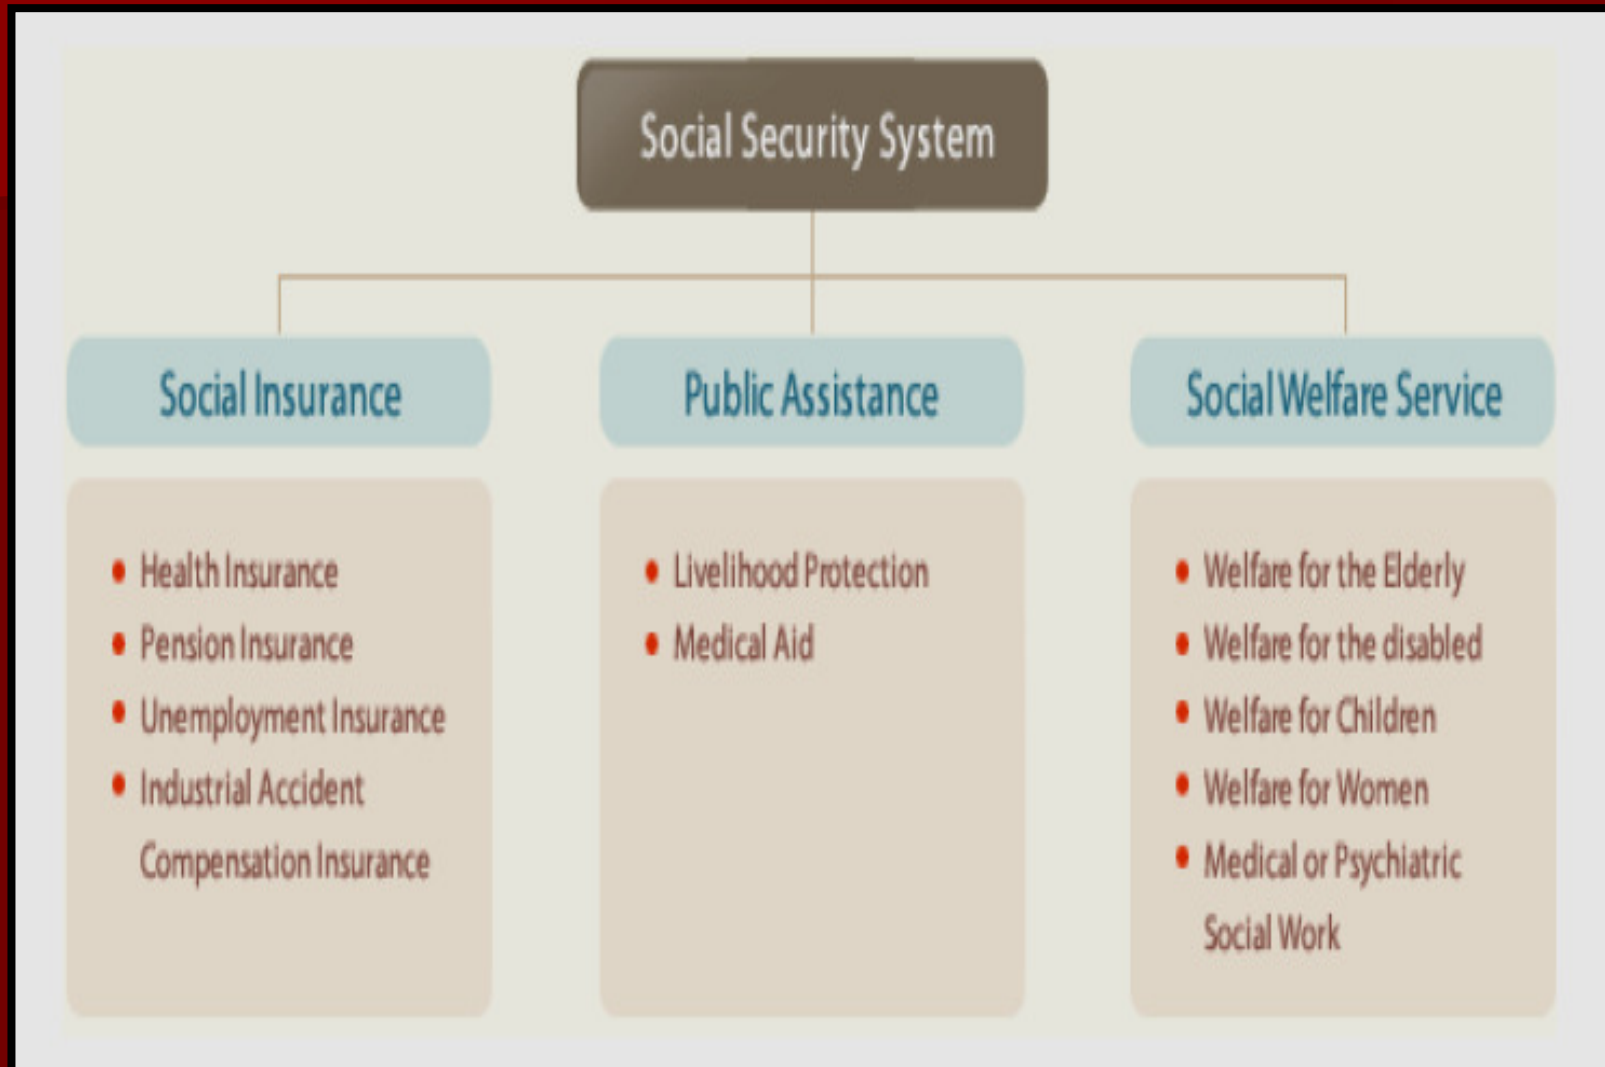 Social Security System
Social Insurance
Health Insurance
Pension Insurance
Unemployment Insurance
Industrial Accident
Compensation Insurance
Public Assistance
Livelihood Protection
Medical Aid
Social Welfare Service
Welfare for the Elderly
Welfare for the disabled
Welfare for Children
Welfare for Women
Medical or Psychiatric
Social Work